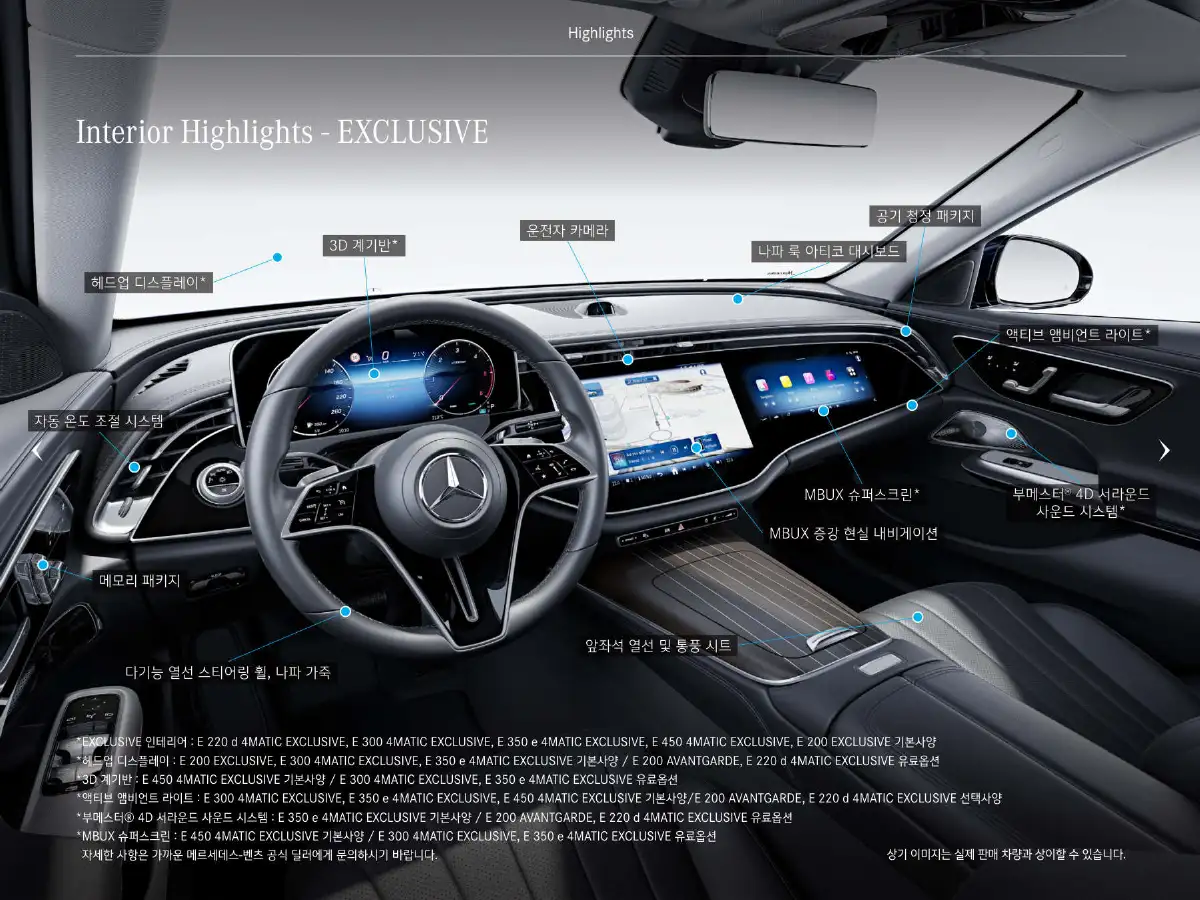 Highlights
Interior Highlights - EXCLUSIVE
공기 청정 패키지
운전자 카메라
3D 계기반*
나파 룩 아티코 대시보드
헤드업 디스플레이*
액티브 앰비언트 라이트*
자동 온도 조절 시스템
MBUX 슈퍼스크린*
부메스터® 4D 서라운드
사운드 시스템*
MBUX 증강 현실 내비게이션
메모리 패키지
앞좌석 열선 및 통풍 시트
다기능 열선 스티어링 휠, 나파 가죽
*EXCLUSIVE 인테리어 : E 220 d 4MATIC EXCLUSIVE, E 300 4MATIC EXCLUSIVE, E 350 e 4MATIC EXCLUSIVE, E 450 4MATIC EXCLUSIVE, E 200 EXCLUSIVE 기본사양
*헤드업 디스플레이 : E 200 EXCLUSIVE, E 300 4MATIC EXCLUSIVE, E 350 e 4MATIC EXCLUSIVE 기본사양 / E 200 AVANTGARDE, E 220 d 4MATIC EXCLUSIVE 유료옵션
*3D 계기반 : E 450 4MATIC EXCLUSIVE 기본사양 / E 300 4MATIC EXCLUSIVE, E 350 e 4MATIC EXCLUSIVE 유료옵션
*액티브 앰비언트 라이트 : E 300 4MATIC EXCLUSIVE, E 350 e 4MATIC EXCLUSIVE, E 450 4MATIC EXCLUSIVE 기본사양/E 200 AVANTGARDE, E 220 d 4MATIC EXCLUSIVE 선택사양
*부메스터® 4D 서라운드 사운드 시스템 : E 350 e 4MATIC EXCLUSIVE 기본사양 / E 200 AVANTGARDE, E 220 d 4MATIC EXCLUSIVE 유료옵션
*MBUX 슈퍼스크린 : E 450 4MATIC EXCLUSIVE 기본사양 / E 300 4MATIC EXCLUSIVE, E 350 e 4MATIC EXCLUSIVE 유료옵션
자세한 사항은 가까운 메르세데스-벤츠 공식 딜러에게 문의하시기 바랍니다.
상기 이미지는 실제 판매 차량과 상이할 수 있습니다.